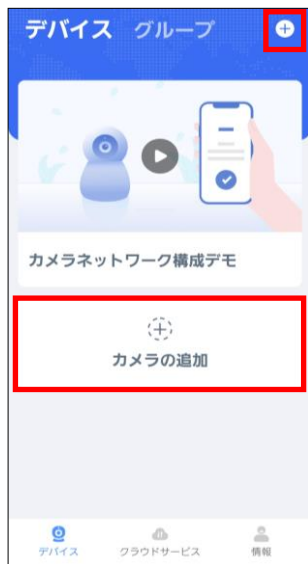 デバイス グループ
カメラネットワーク構成デモ
カメラの追加
デバイス クラウドサービス 情報